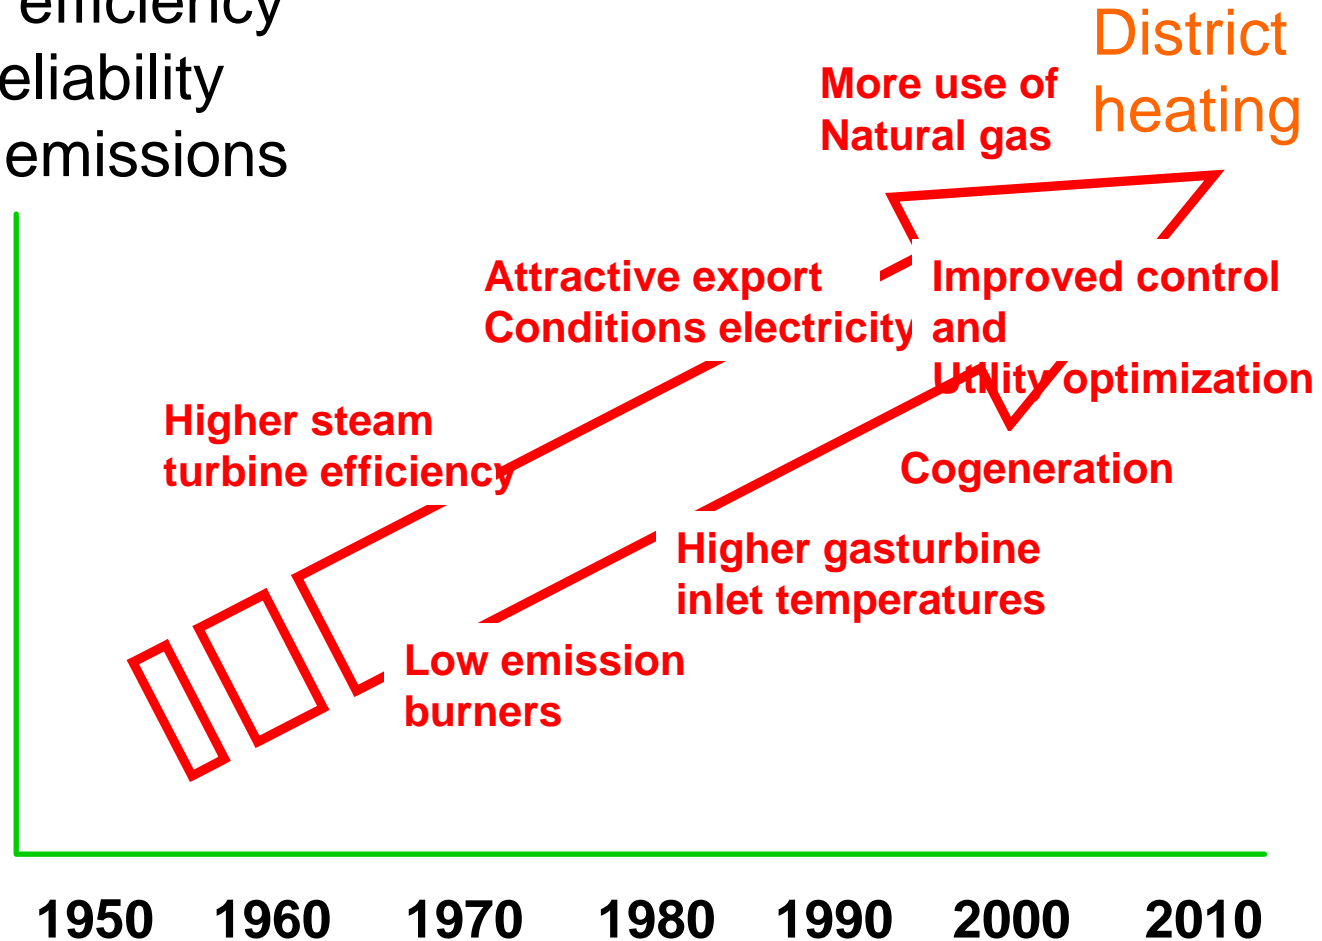 efficiency
eliability
emissions
District
heating
More use of
Natural gas
Attractive export
Conditions electricity
Improved control
and
Utility optimization
Higher steam
turbine efficiency
Cogeneration
Higher gasturbine
inlet temperatures
Low emission
burners
1950 1960 1970 1980 1990 2000 2010